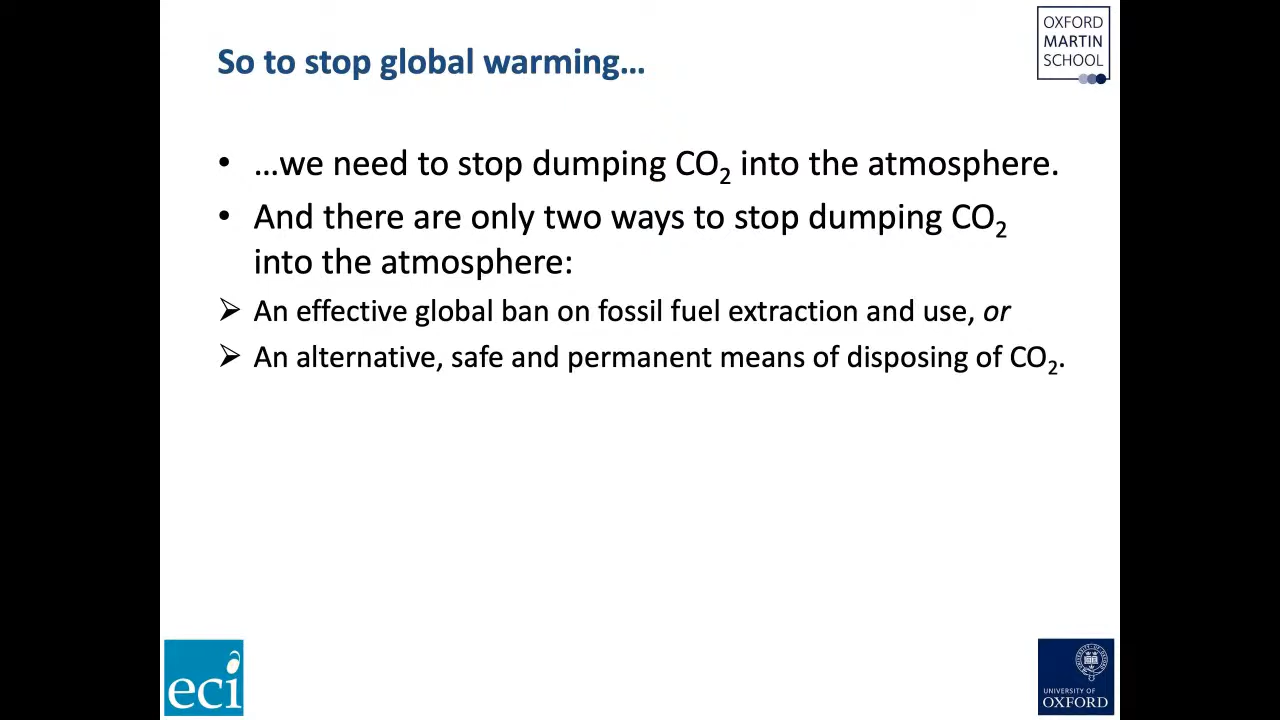 So to stop global warming…
OXFORD
MARTIN
SCHOOL
• …we need to stop dumping CO₂ into the atmosphere.
• And there are only two ways to stop dumping CO₂
into the atmosphere:
➢ An effective global ban on fossil fuel extraction and use, or
➢ An alternative, safe and permanent means of disposing of CO₂.
eci
UNIVERSITY OF
OXFORD